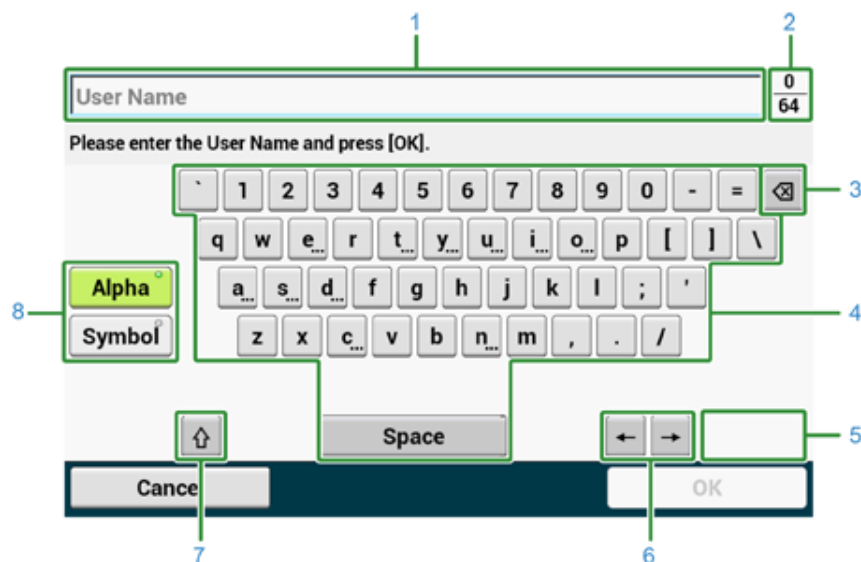 1 2
User Name 0
64
Please enter the User Name and press [OK].
` 1 2 3 4 5 6 7 8 9 0 - = 3
q w e... r t... y... u... i... o... p [ ] \
8 Alpha a... s... d... f g h j k l ; ' 4
Symbol z x c... v b n... m , . /
⇧ Space ← → 5
Cancel OK
7 6